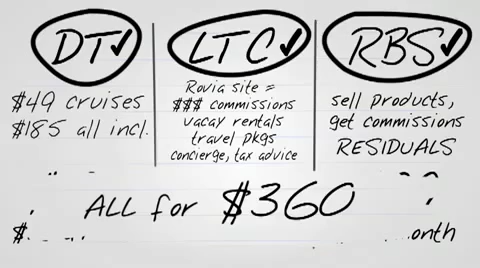 DT✓
$49 cruises
$185 all incl.
LTC✓
Rovia site =
$$$ commissions
vacay rentals
travel pkgs
concierge, tax advice
RBS✓
sell products,
get commissions
RESIDUALS
ALL for $360